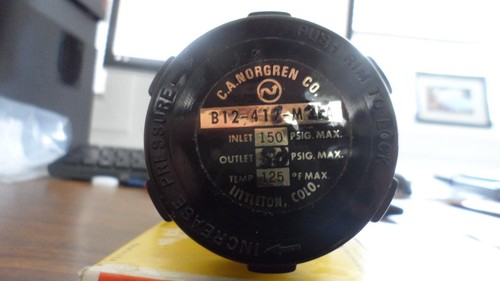 PUSH RIM TO LOCK
INCREASE PRESSURE
C.A.NORGREN CO.
INLET 150 PSIG. MAX.
OUTLET PSIG. MAX.
TEMP 125 °F MAX.
LITTLETON, COLO.